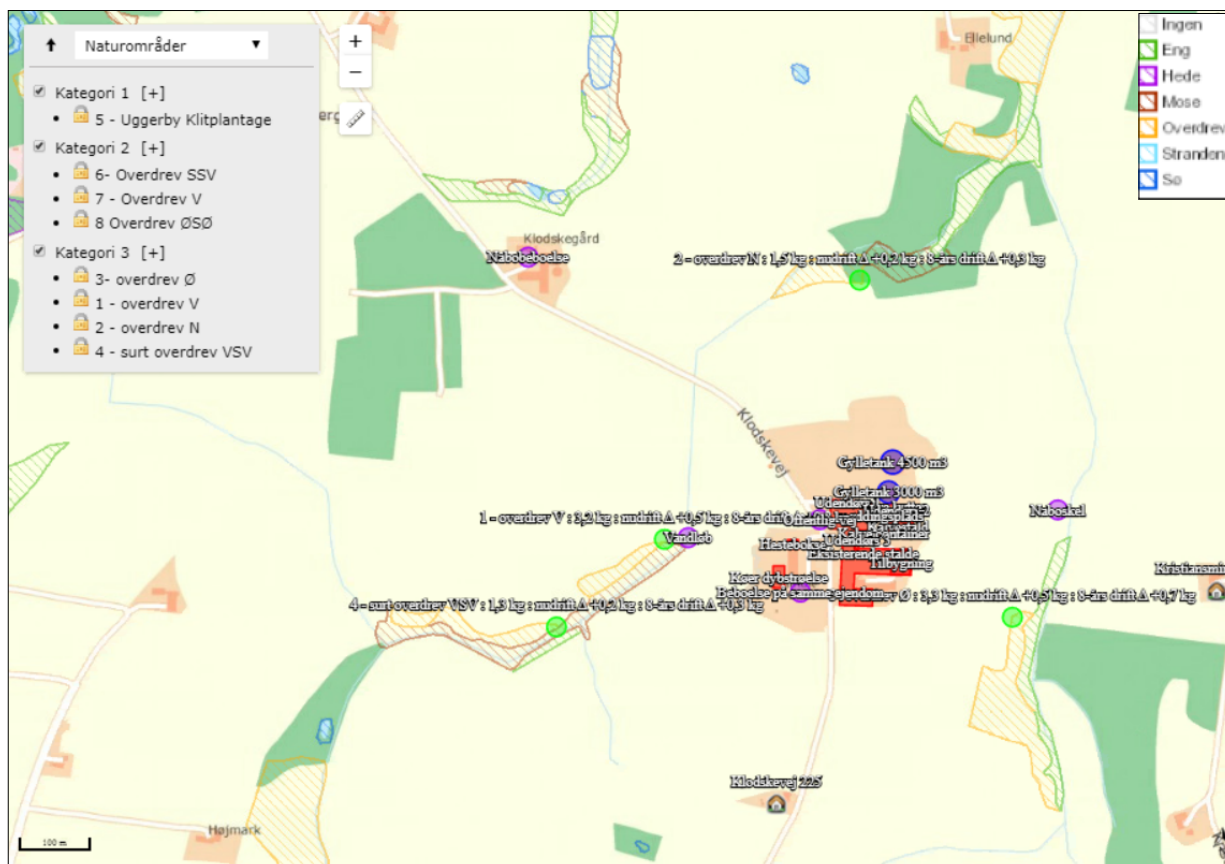 Naturområder
Kategori 1 [+]
5 - Uggerby Klitplantage
Kategori 2 [+]
6- Overdrev SSV
7 - Overdrev V
8 Overdrev ØSØ
Kategori 3 [+]
3- overdrev Ø
1 - overdrev V
2 - overdrev N
4 - surt overdrev VSV
+
−
Ingen
Eng
Hede
Mose
Overdrev
Stranden
Sø
Ellelund
Klodskegård
Nabobeboelse
2 - overdrev N : 1,5 kg : nudrift Δ +0,2 kg : 8-års drift Δ +0,3 kg
Klodskevej
Gylletank 4500 m3
Gylletank 3000 m3
Naboskel
1 - overdrev V : 3,2 kg : nudrift Δ +0,5 kg : 8-års drift
Vandløb
Hestebokse
Udendørs 3
Eksisterende stalde
Tilbygning
Køer dybstrøelse
Beboelse på samme ejendom
Ø : 3,3 kg : nudrift Δ +0,5 kg : 8-års drift Δ +0,7 kg
Kristiansmin
4 - surt overdrev VSV : 1,3 kg : nudrift Δ +0,2 kg : 8-års drift Δ +0,3 kg
Klodskevej 225
Højmark
100 m